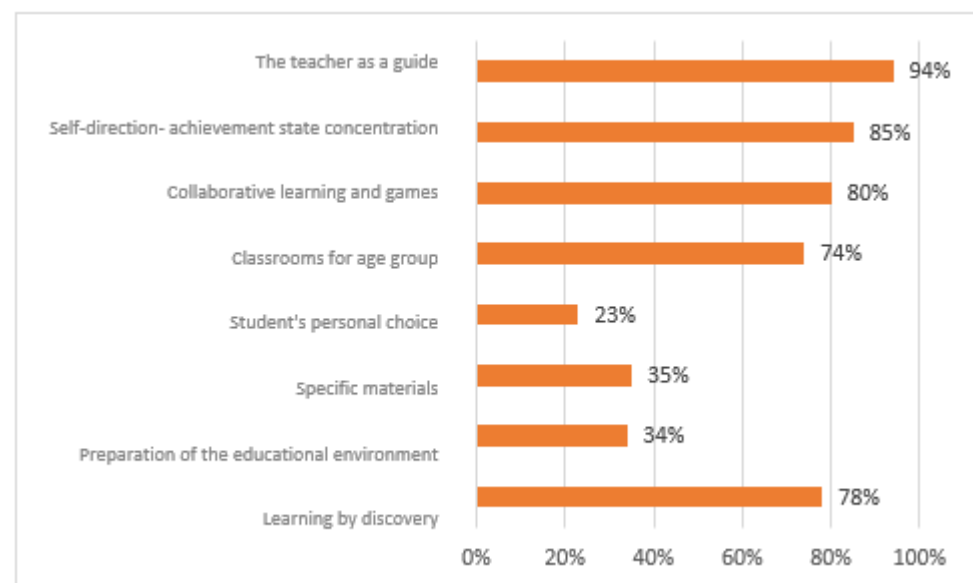 The teacher as a guide
94%
Self-direction- achievement state concentration
85%
Collaborative learning and games
80%
Classrooms for age group
74%
Student's personal choice
23%
Specific materials
35%
Preparation of the educational environment
34%
Learning by discovery
78%
0% 20% 40% 60% 80% 100%